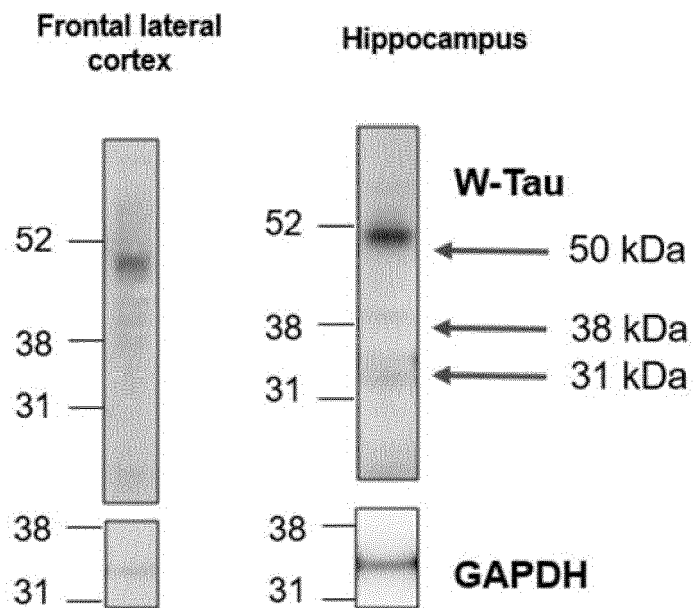 Frontal lateral
cortex
Hippocampus
W-Tau
52
52
50 kDa
38
38
38 kDa
31
31
31 kDa
38
38
GAPDH
31
31